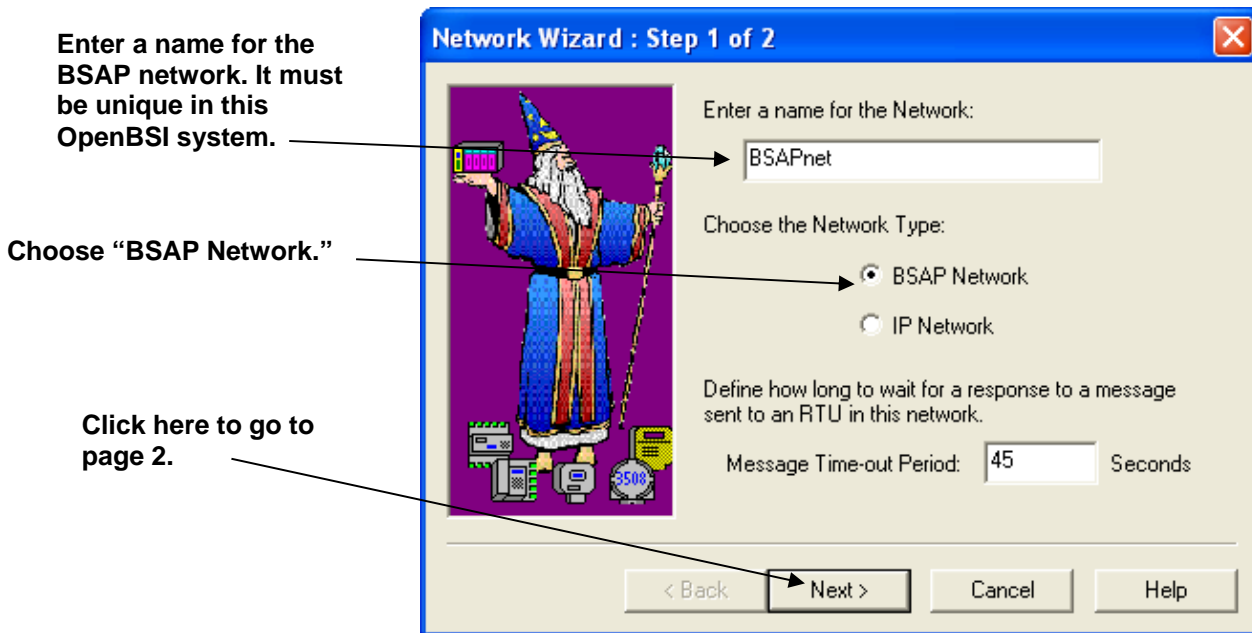 Enter a name for the
BSAP network. It must
be unique in this
OpenBSI system.
Choose “BSAP Network.”
Click here to go to
page 2.
Network Wizard : Step 1 of 2
Enter a name for the Network:
BSAPnet
Choose the Network Type:
BSAP Network
IP Network
Define how long to wait for a response to a message
sent to an RTU in this network.
Message Time-out Period: 45 Seconds
3508
< Back Next > Cancel Help